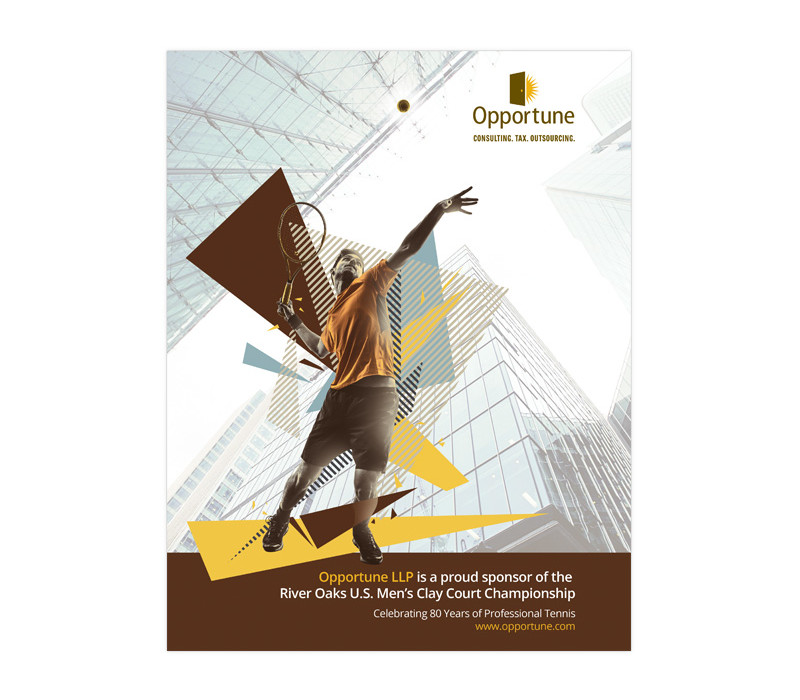 Opportune
CONSULTING. TAX. OUTSOURCING.
Opportune LLP is a proud sponsor of the
River Oaks U.S. Men’s Clay Court Championship
Celebrating 80 Years of Professional Tennis
www.opportune.com